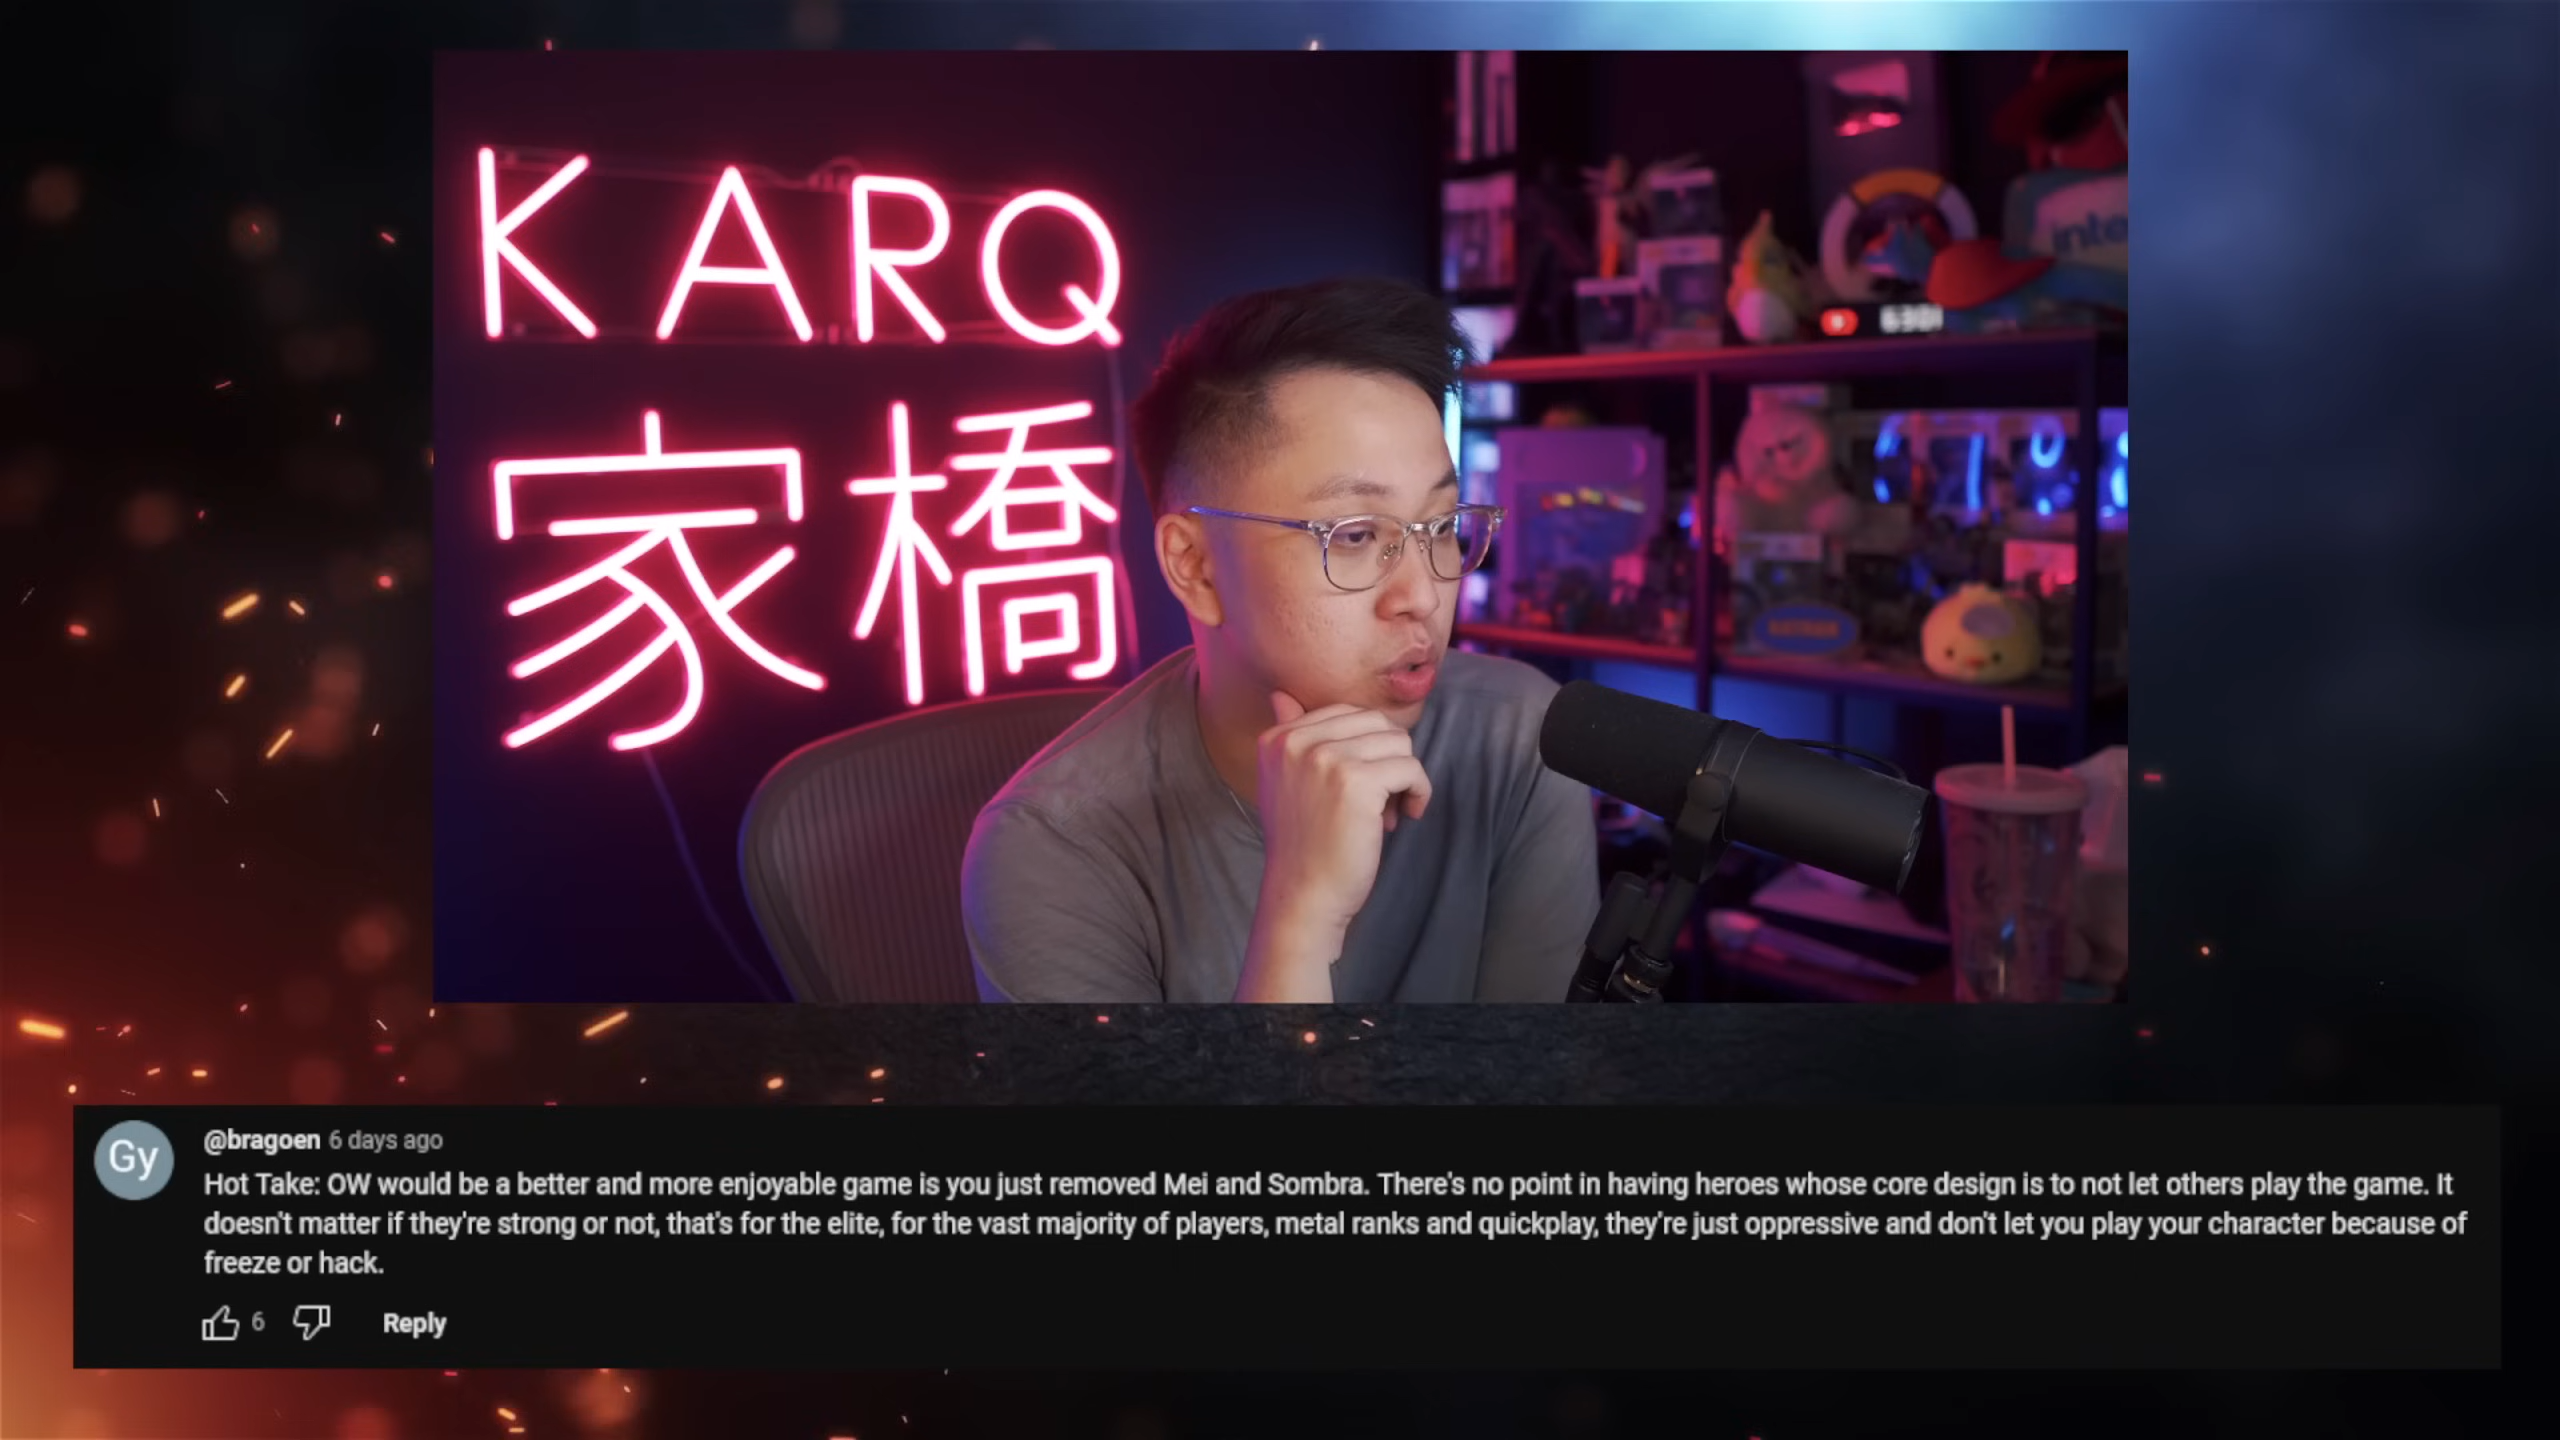 KARQ
家橋
inte
Gy
@bragoen 6 days ago
Hot Take: OW would be a better and more enjoyable game is you just removed Mei and Sombra. There's no point in having heroes whose core design is to not let others play the game. It
doesn't matter if they're strong or not, that's for the elite, for the vast majority of players, metal ranks and quickplay, they're just oppressive and don't let you play your character because of
freeze or hack.
6
Reply